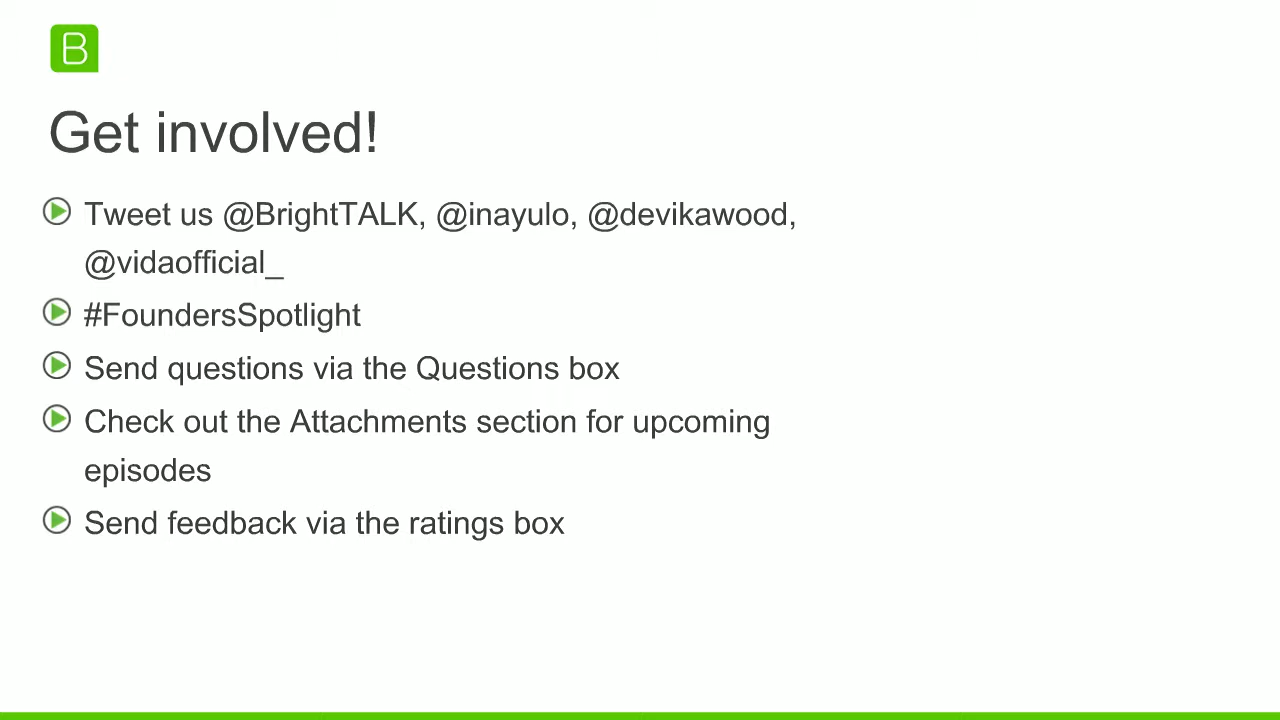 B
Get involved!
Tweet us @BrightTALK, @inayulo, @devikawood,
@vidaofficial_
#FoundersSpotlight
Send questions via the Questions box
Check out the Attachments section for upcoming
episodes
Send feedback via the ratings box